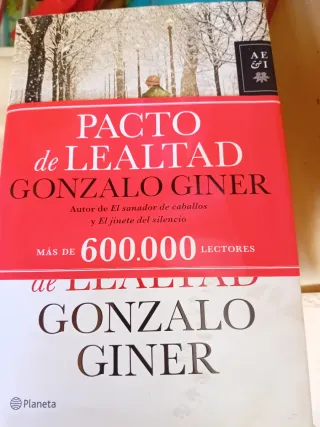 AE
&I
PACTO
de LEALTAD
GONZALO GINER
Autor de El sanador de caballos
y El jinete del silencio
MÁS DE 600.000 LECTORES
de LEALTAD
GONZALO
GINER
Planeta